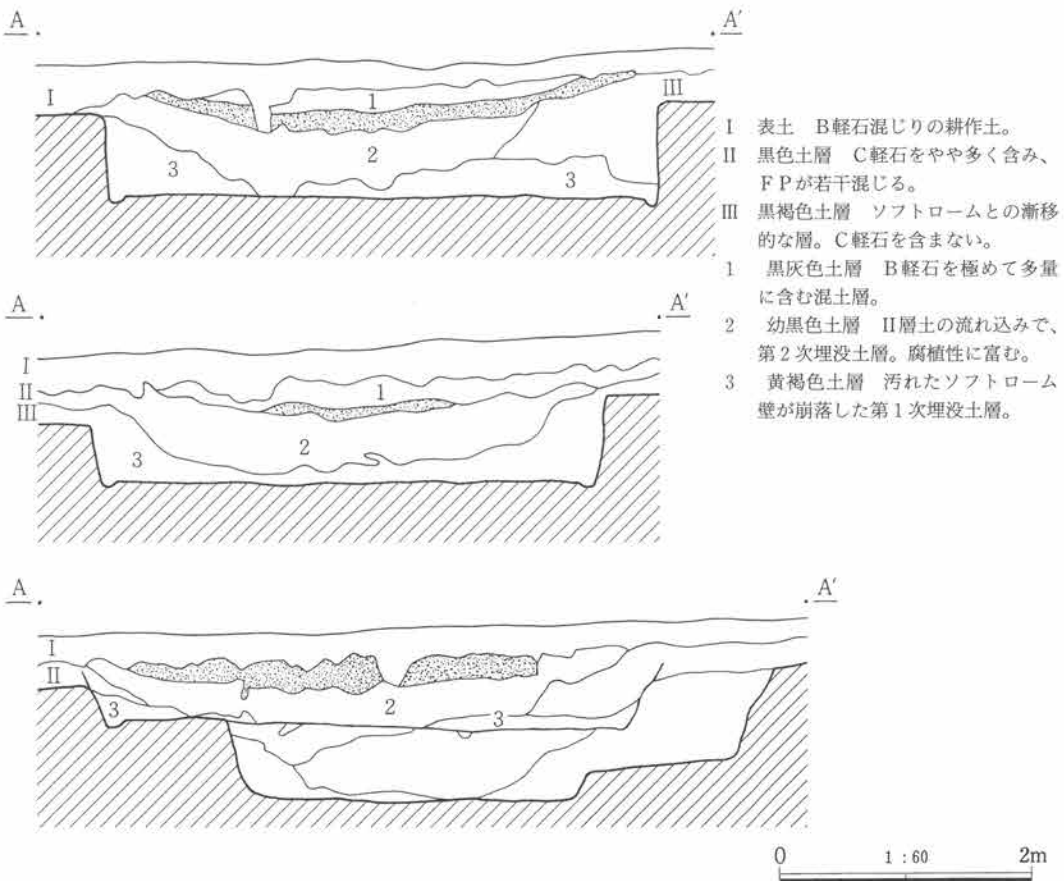 A A'
I 1 III
2
3 3
A A'
I
II 1
III
2
3
A A'
I
II
2
3 3
I 表土 B軽石混じりの耕作土。
II 黒色土層 C軽石をやや多く含み、
FPが若干混じる。
III 黒褐色土層 ソフトロームとの漸移
的な層。C軽石を含まない。
1 黒灰色土層 B軽石を極めて多量
に含む混土層。
2 幼黒色土層 II層土の流れ込みで、
第2次埋没土層。腐植性に富む。
3 黄褐色土層 汚れたソフトローム
壁が崩落した第1次埋没土層。
0 1:60 2m